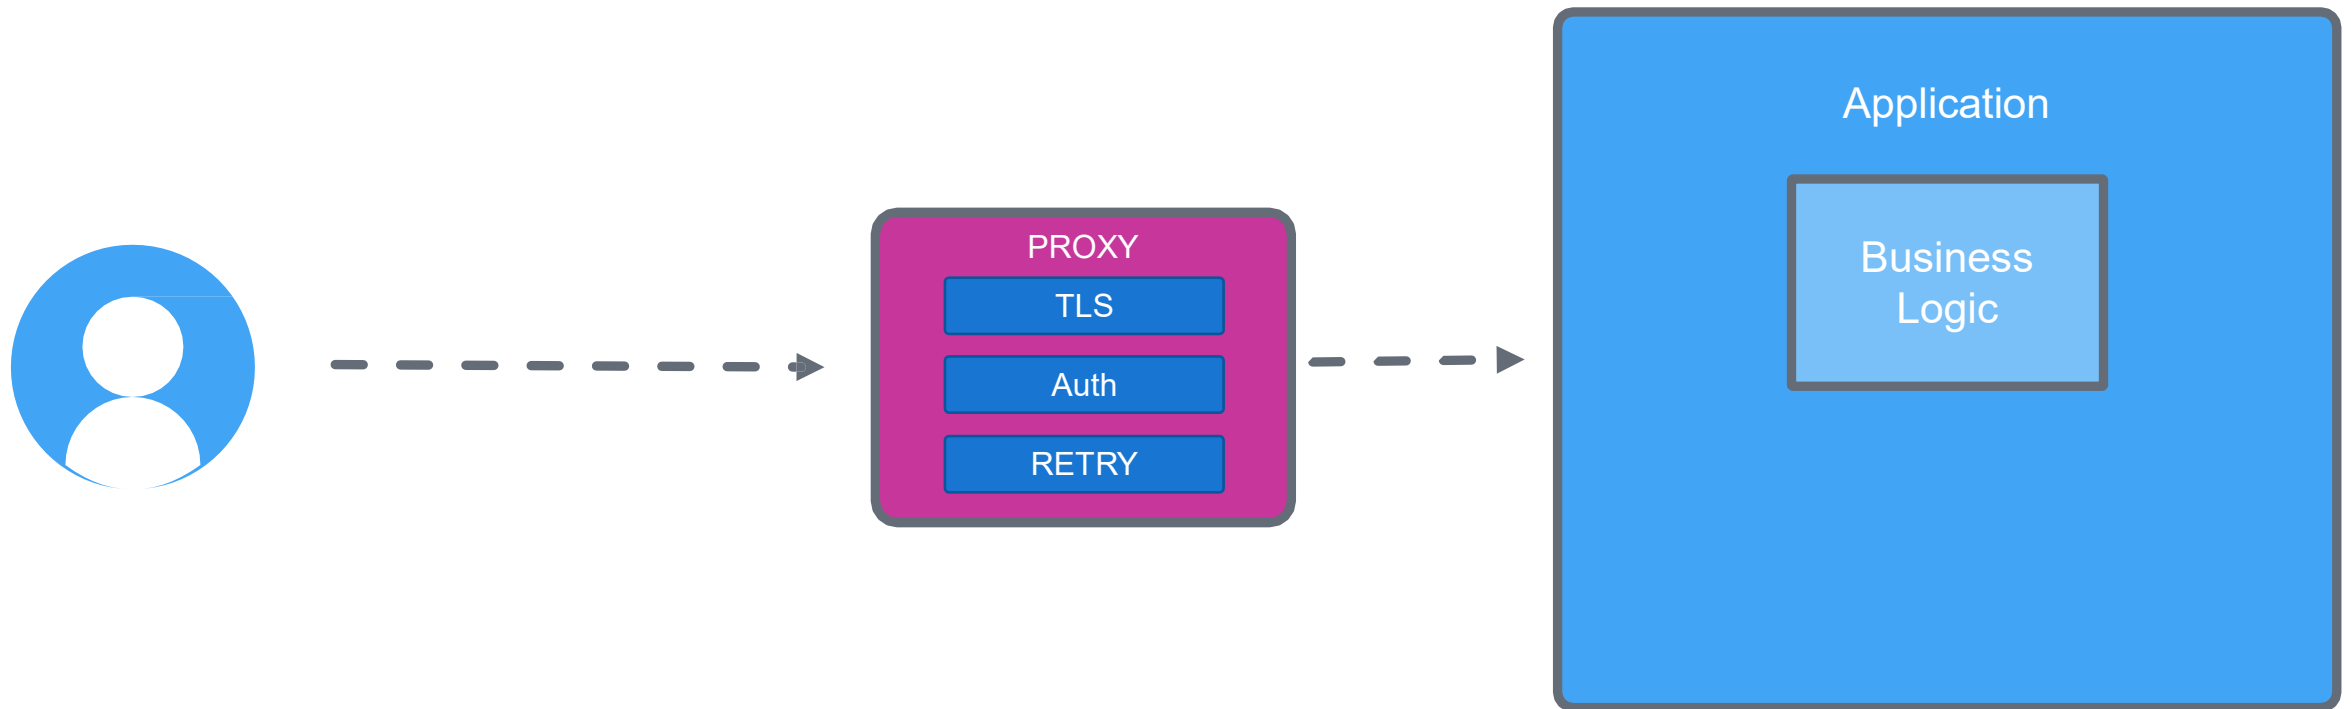 PROXY
TLS
Auth
RETRY
Application
Business
Logic